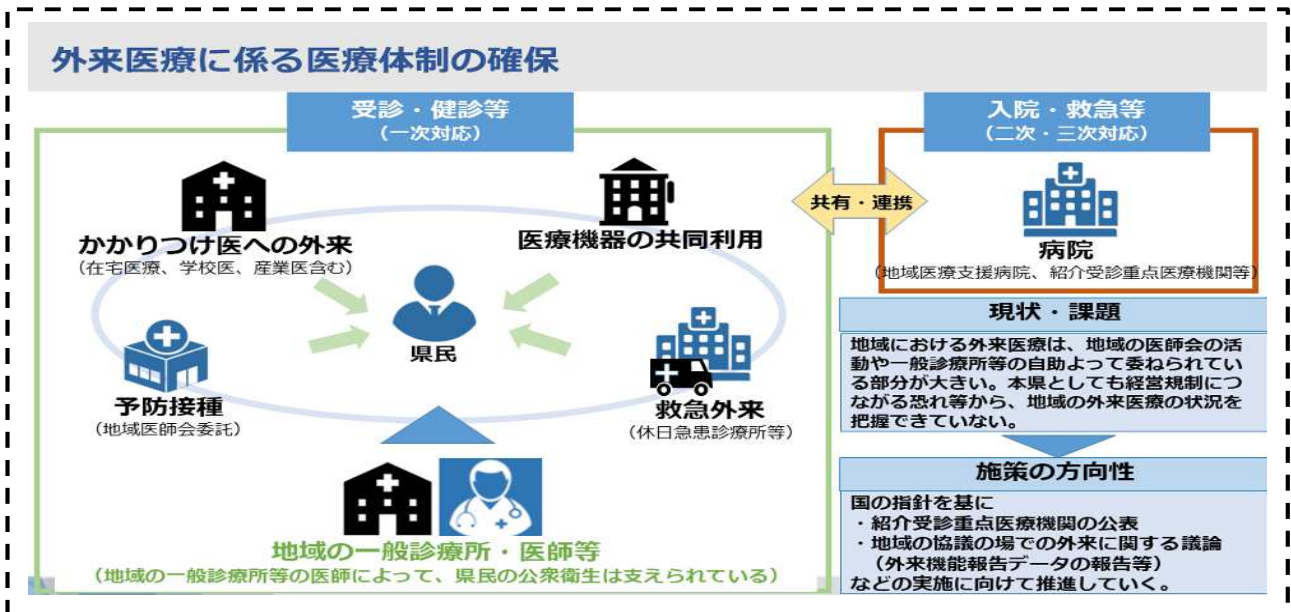 外来医療に係る医療体制の確保
受診・健診等
（一次対応）
かかりつけ医への外来
（在宅医療、学校医、産業医含む）
医療機器の共同利用
県民
予防接種
（地域医師会委託）
救急外来
（休日急患診療所等）
地域の一般診療所・医師等
（地域の一般診療所等の医師によって、県民の公衆衛生は支えられている）
共有・連携
入院・救急等
（二次・三次対応）
病院
（地域医療支援病院、紹介受診重点医療機関等）
現状・課題
地域における外来医療は、地域の医師会の活
動や一般診療所等の自助よって委ねられてい
る部分が大きい。本県としても経営規制につ
ながる恐れ等から、地域の外来医療の状況を
把握できていない。
施策の方向性
国の指針を基に
・紹介受診重点医療機関の公表
・地域の協議の場での外来に関する議論
（外来機能報告データの報告等）
などの実施に向けて推進していく。